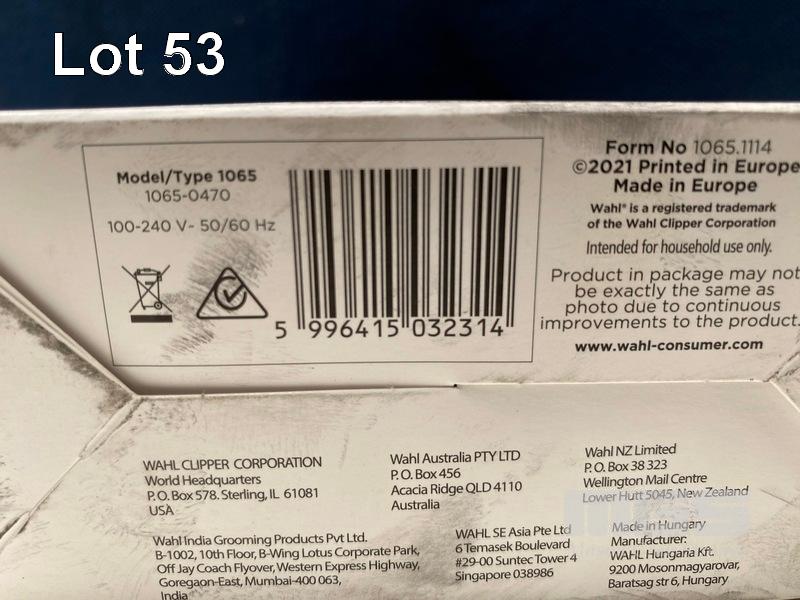 Lot 53
Model/Type 1065
1065-0470
100-240 V~ 50/60 Hz
5 996415 032314
Form No 1065.1114
©2021 Printed in Europe
Made in Europe
Wahl® is a registered trademark
of the Wahl Clipper Corporation
Intended for household use only.
Product in package may not
be exactly the same as
photo due to continuous
improvements to the product.
www.wahl-consumer.com
WAHL CLIPPER CORPORATION
World Headquarters
P.O. Box 578. Sterling, IL 61081
USA
Wahl Australia PTY LTD
P.O. Box 456
Acacia Ridge QLD 4110
Australia
Wahl NZ Limited
P.O. Box 38 323
Wellington Mail Centre
Lower Hutt 5045, New Zealand
Wahl India Grooming Products Pvt Ltd.
B-1002, 10th Floor, B-Wing Lotus Corporate Park,
Off Jay Coach Flyover, Western Express Highway,
Goregaon-East, Mumbai-400 063,
India
WAHL SE Asia Pte Ltd
6 Temasek Boulevard
#29-00 Suntec Tower 4
Singapore 038986
Made in Hungary
Manufacturer:
WAHL Hungaria Kft.
9200 Mosonmagyarovar,
Baratsag str 6, Hungary